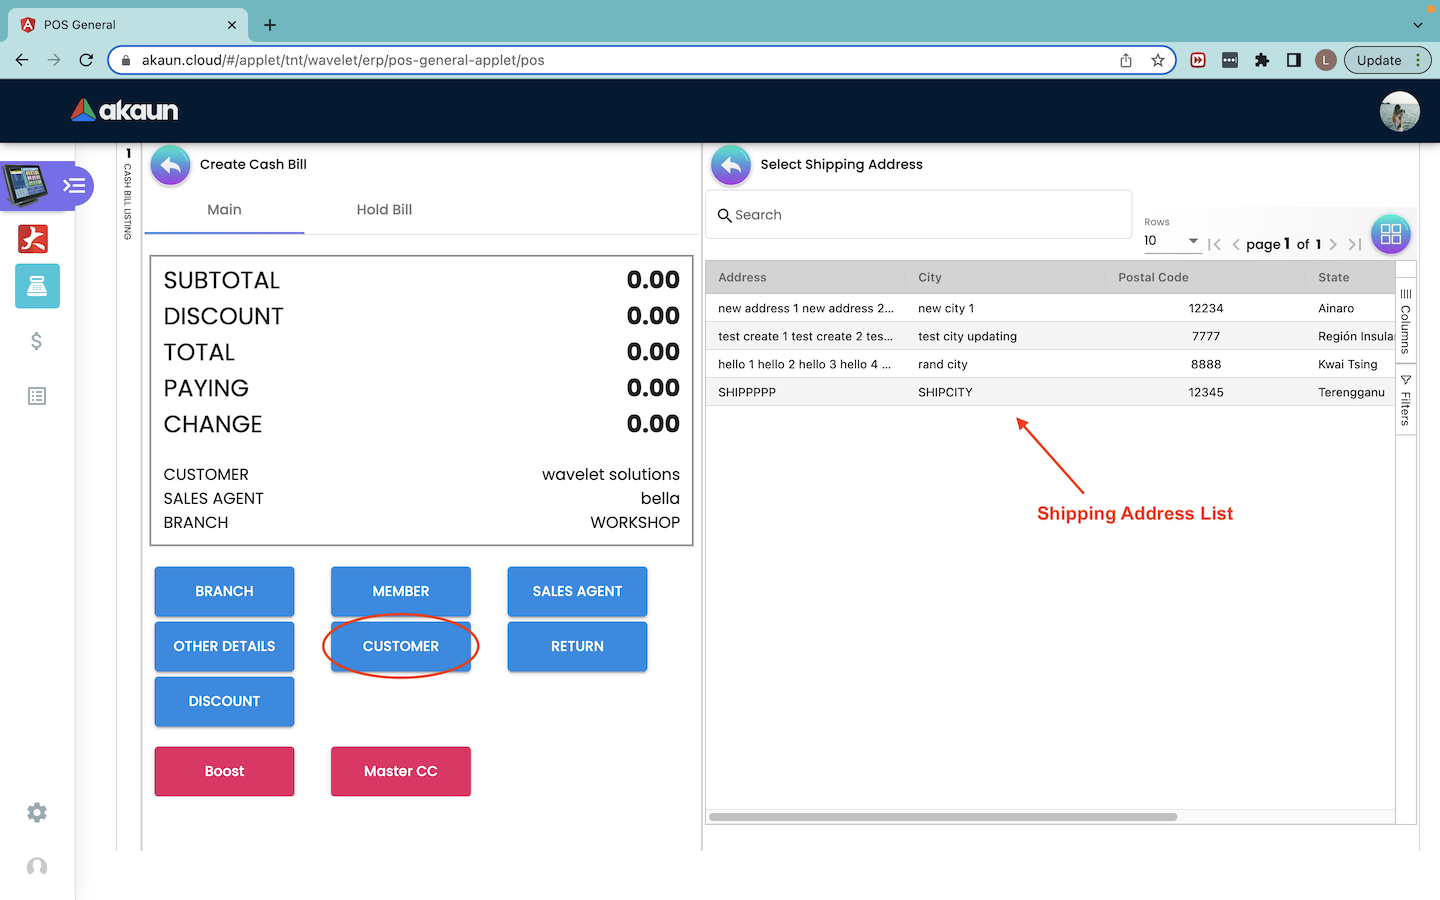 POS General
akaun.cloud/#/applet/tnt/wavelet/erp/pos-general-applet/pos
L
Update
akaun
1 CASH BILL LISTING
Create Cash Bill
Main
Hold Bill
SUBTOTAL 0.00
DISCOUNT 0.00
TOTAL 0.00
PAYING 0.00
CHANGE 0.00
CUSTOMER wavelet solutions
SALES AGENT bella
BRANCH WORKSHOP
BRANCH
MEMBER
SALES AGENT
OTHER DETAILS
CUSTOMER
RETURN
DISCOUNT
Boost
Master CC
Select Shipping Address
Search
Rows
10
page 1 of 1
Address City Postal Code State
new address 1 new address 2... new city 1 12234 Ainaro
test create 1 test create 2 tes... test city updating 7777 Región Insula
hello 1 hello 2 hello 3 hello 4 ... rand city 8888 Kwai Tsing
SHIPPPPP SHIPCITY 12345 Terengganu
Columns
Filters
Shipping Address List